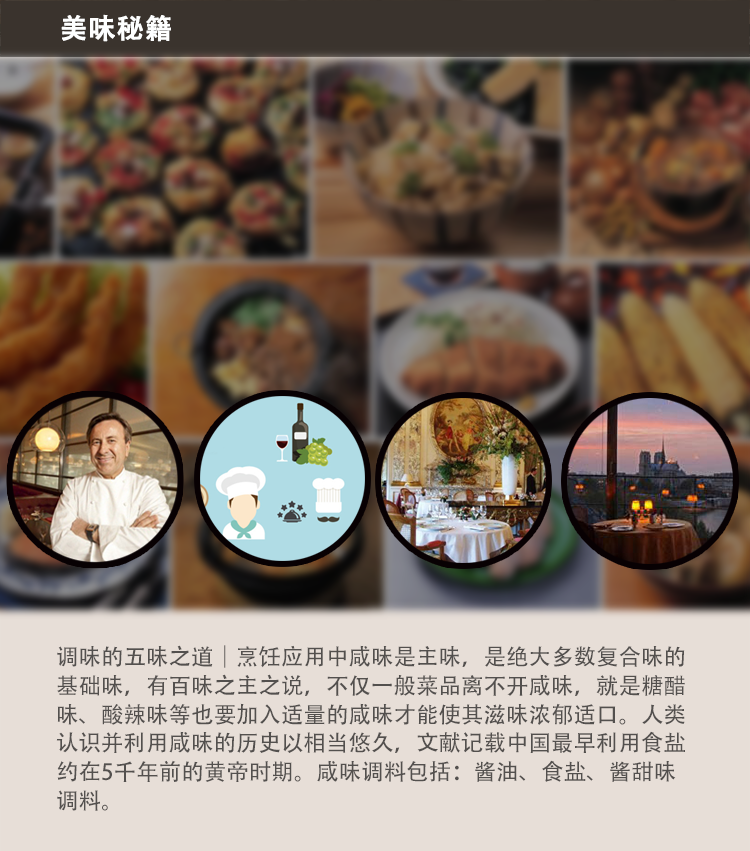 美味秘籍
调味的五味之道｜烹饪应用中咸味是主味，是绝大多数复合味的
基础味，有百味之主之说，不仅一般菜品离不开咸味，就是糖醋
味、酸辣味等也要加入适量的咸味才能使其滋味浓郁适口。人类
认识并利用咸味的历史以相当悠久，文献记载中国最早利用食盐
约在5千年前的黄帝时期。咸味调料包括：酱油、食盐、酱甜味
调料。